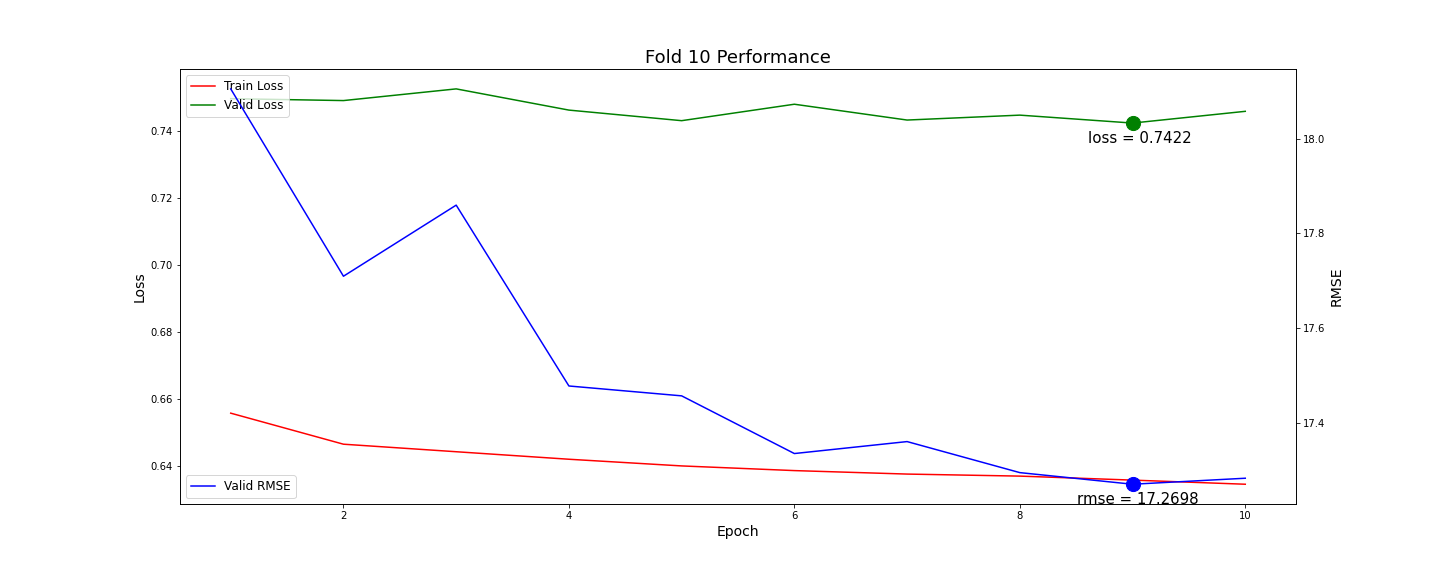 Fold 10 Performance
Train Loss
Valid Loss
0.74
0.72
0.70
0.68
0.66
0.64
Loss
loss = 0.7422
18.0
17.8
17.6
17.4
RMSE
Valid RMSE
rmse = 17.2698
2
4
6
8
10
Epoch